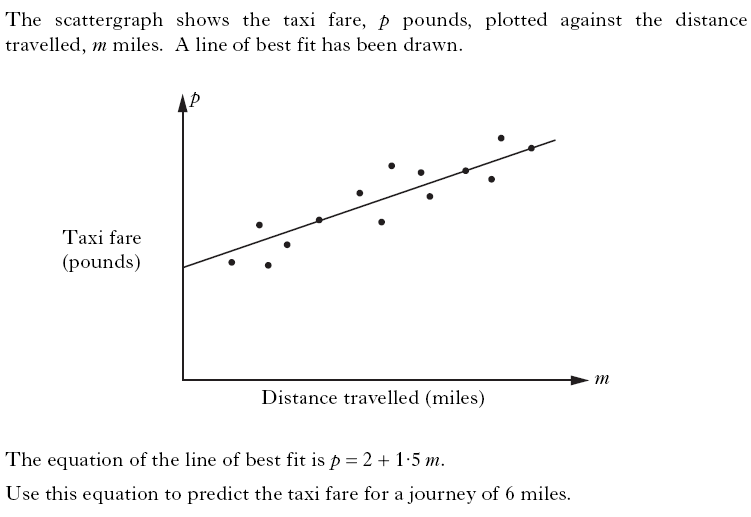 The scattergraph shows the taxi fare, p pounds, plotted against the distance
travelled, m miles. A line of best fit has been drawn.
p
Taxi fare
(pounds)
m
Distance travelled (miles)
The equation of the line of best fit is p = 2 + 1·5 m.
Use this equation to predict the taxi fare for a journey of 6 miles.